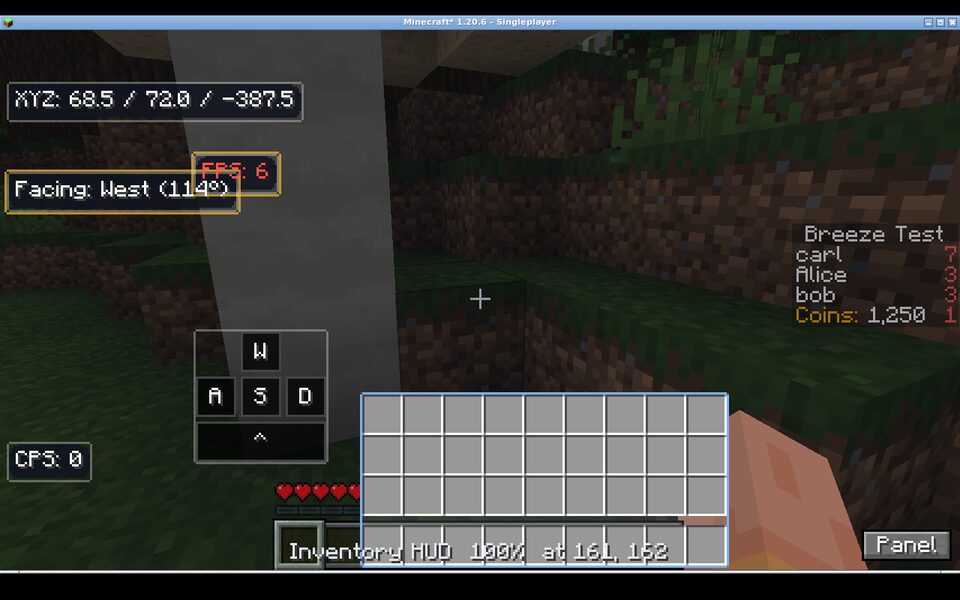 Minecraft* 1.20.6 - Singleplayer
XYZ: 68.5 / 72.0 / -387.5
FPS: 6
Facing: West (114°)
Breeze Test
carl 7
Alice 3
bob 3
Coins: 1,250 1
W
A S D
^
CPS: 0
Inventory HUD 100% at 161, 162
Panel